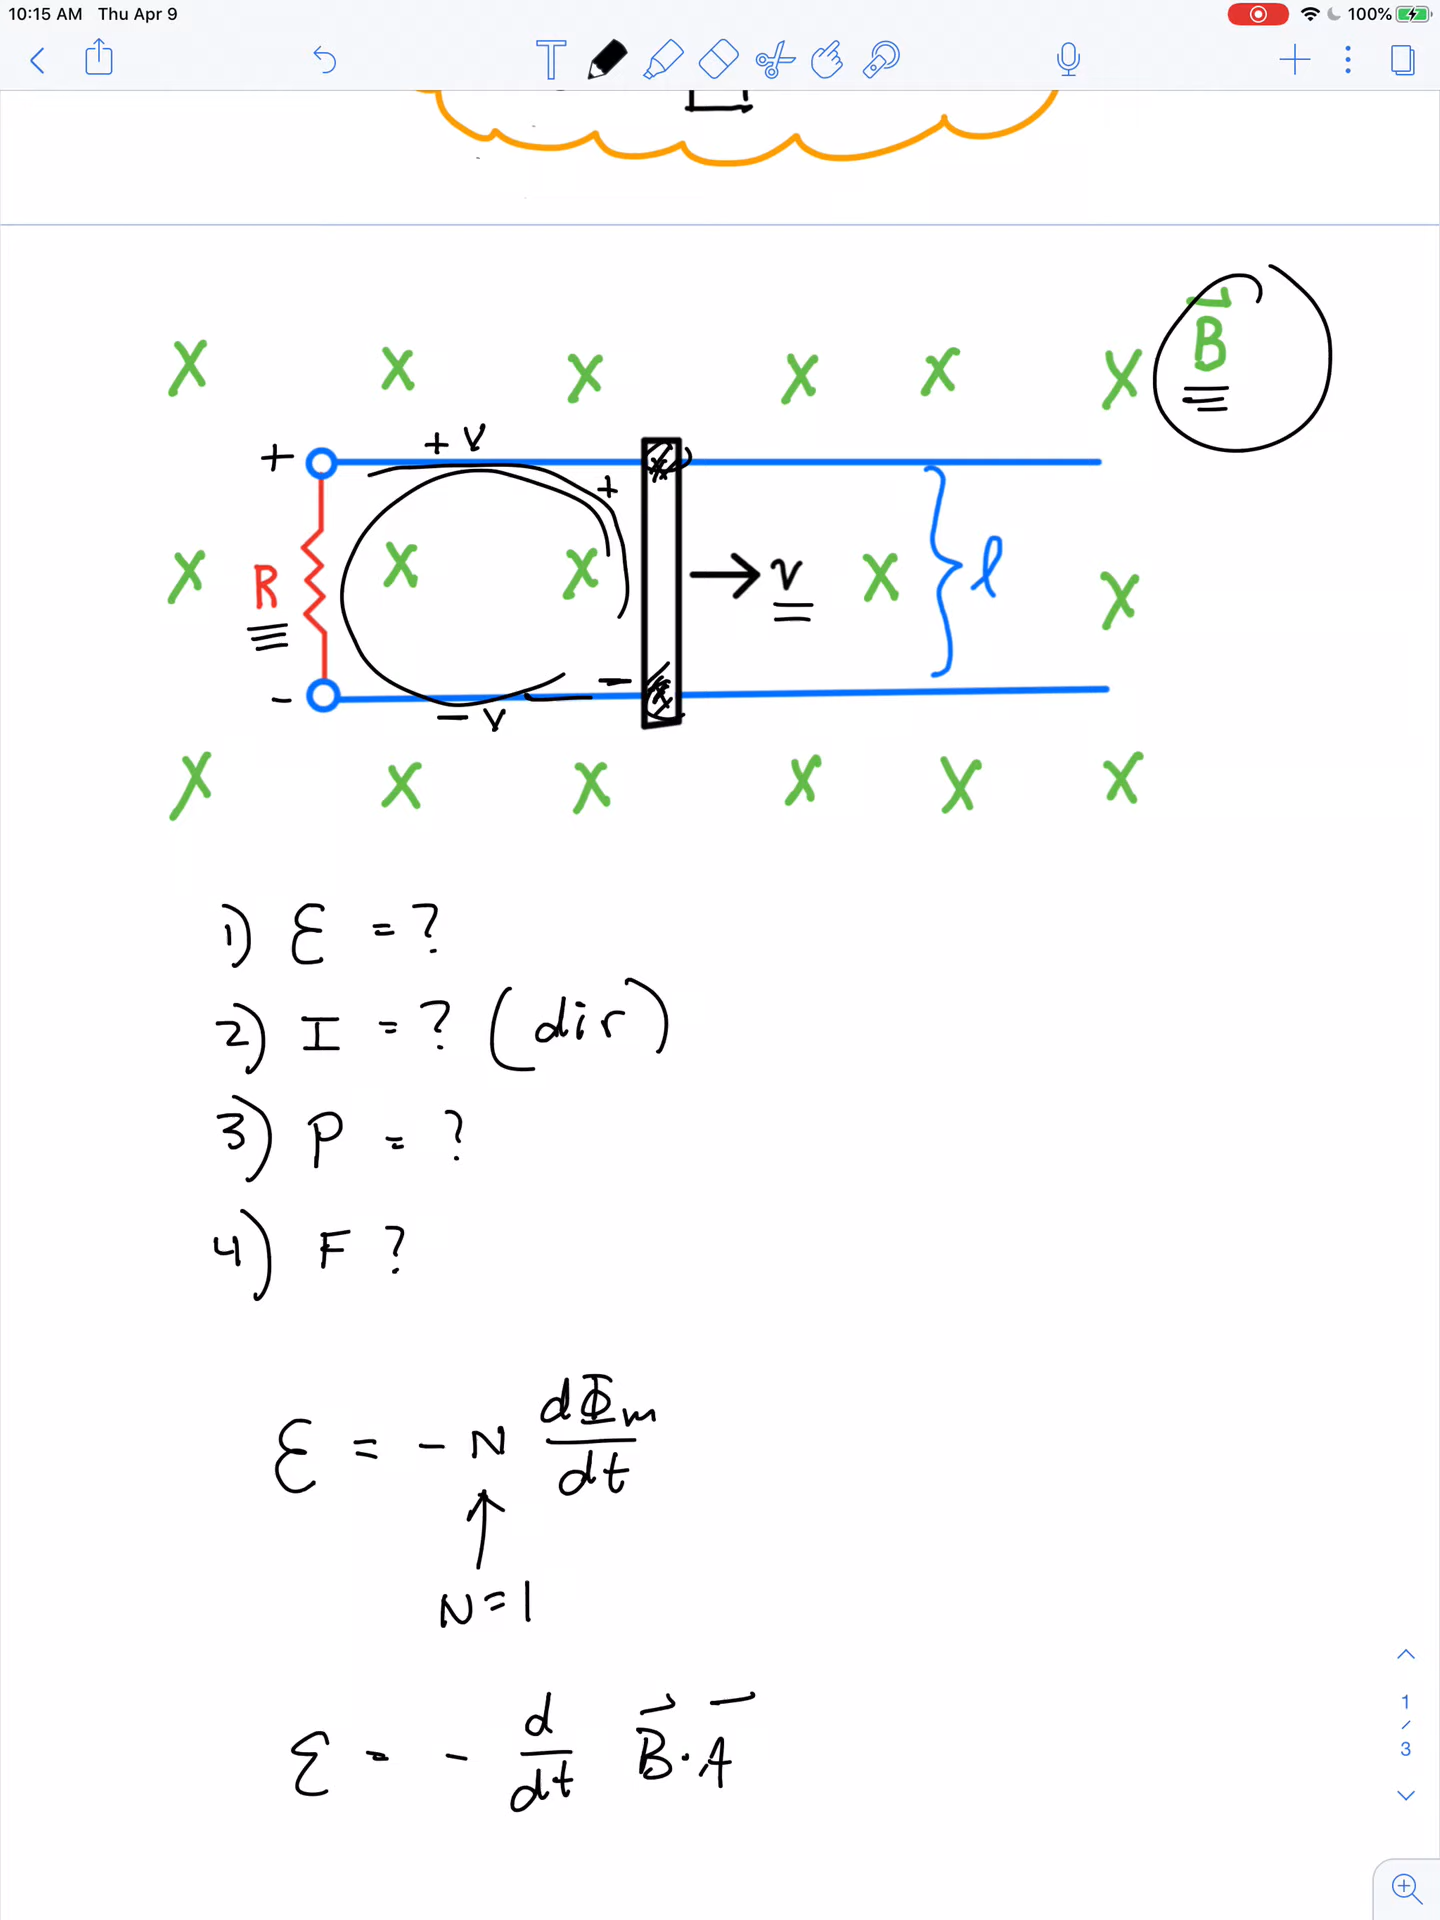 10:15 AM Thu Apr 9 100%
T
X X X X X X B⃗
+ + V
+
X R X X → v X l X
-
- - V
X X X X X X
1) Ɛ = ?
2) I = ? (dir)
3) P = ?
4) F ?
Ɛ = - N dΦm/dt
↑
N=1
Ɛ = - d/dt B⃗·A⃗
1
/
3